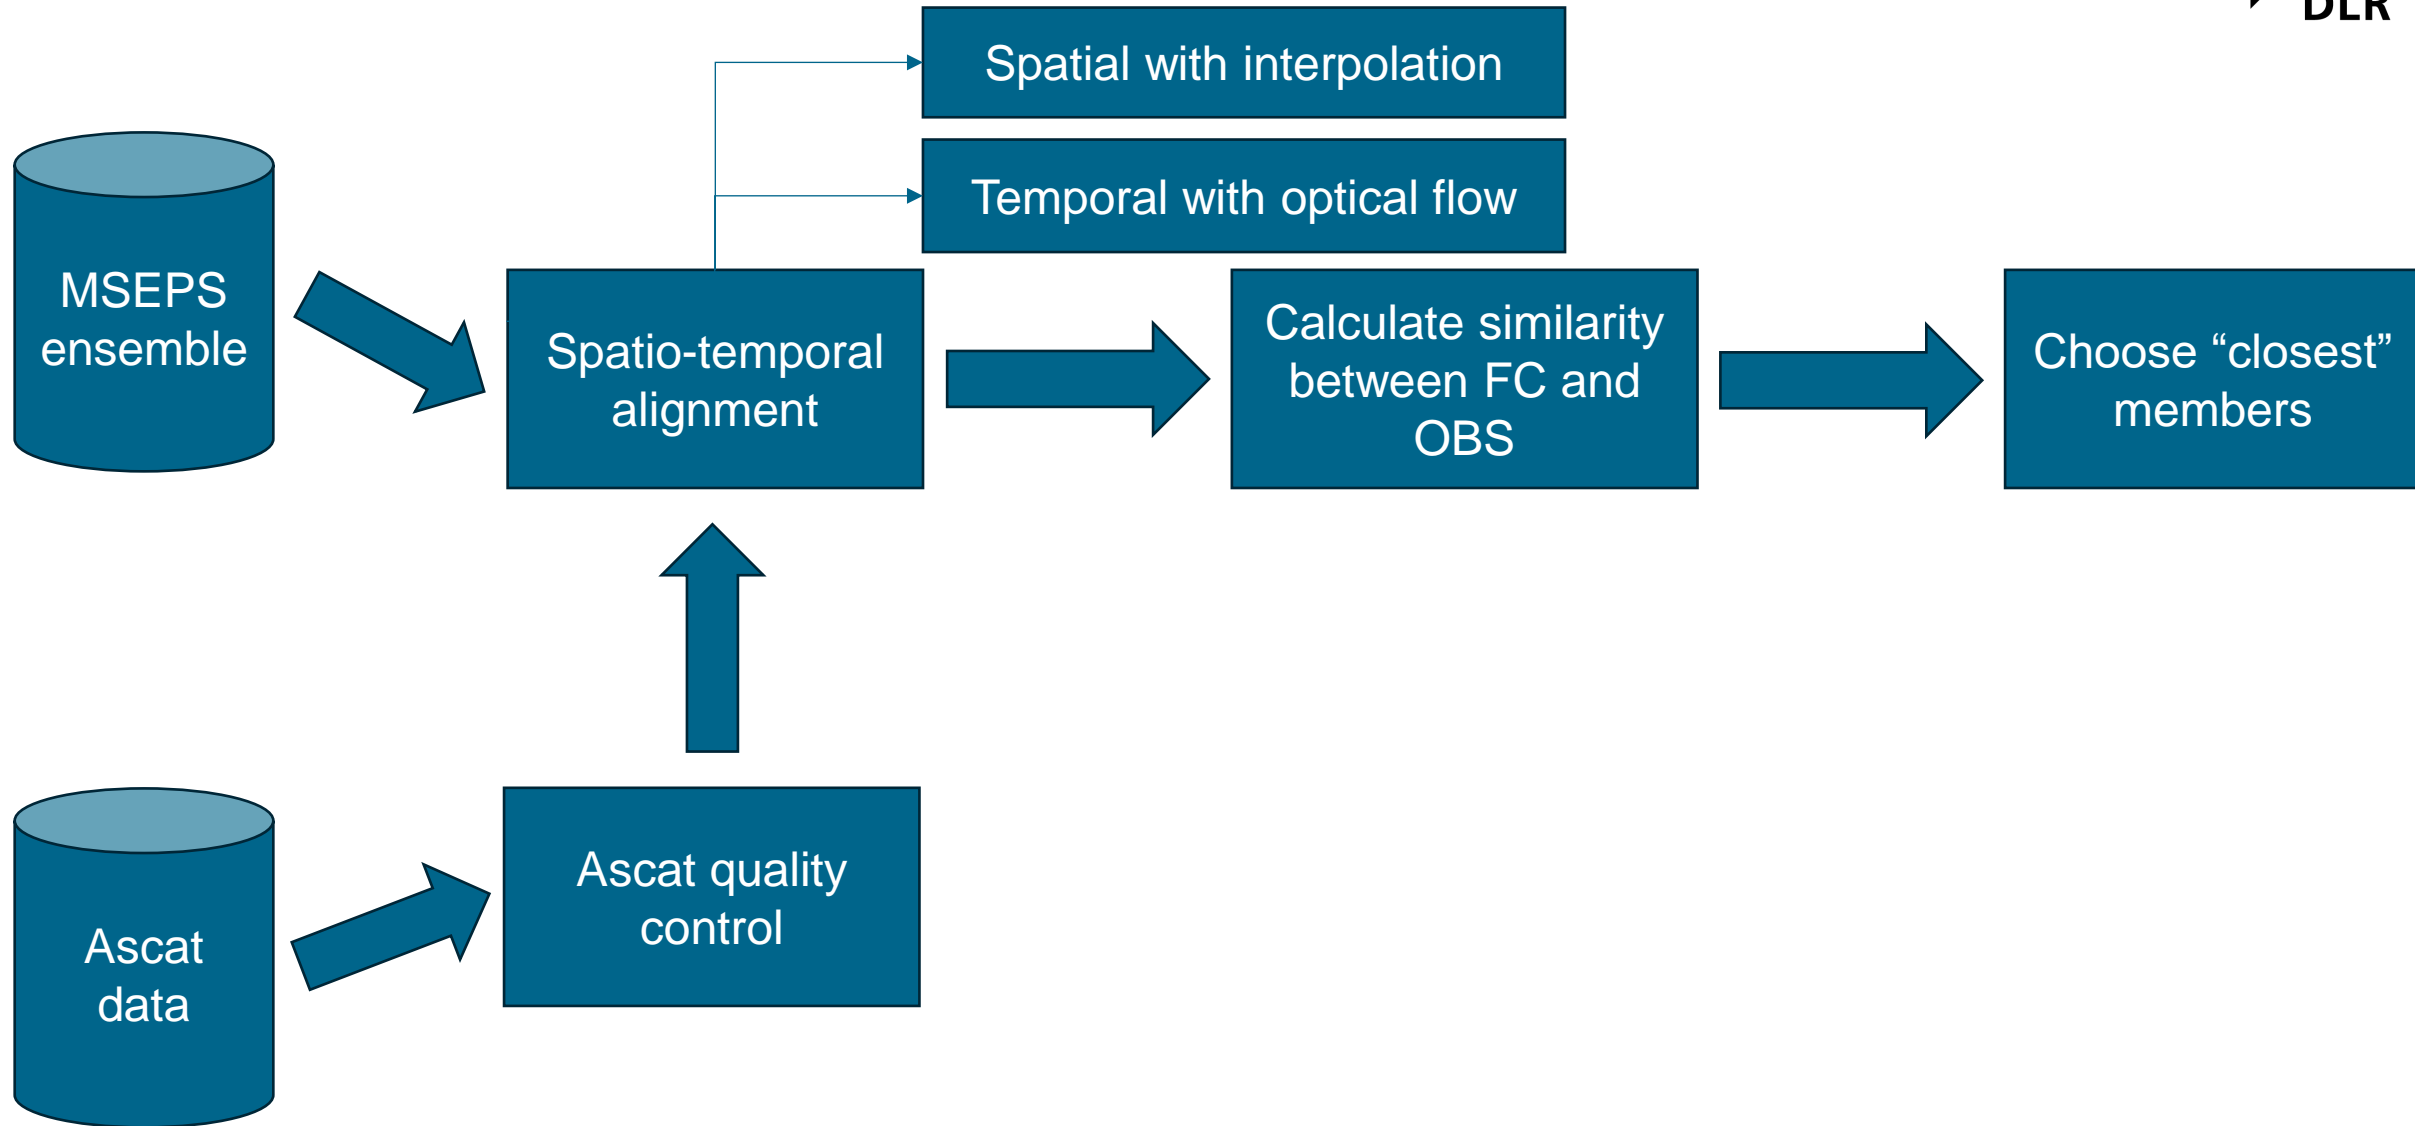 DLR
Spatial with interpolation
Temporal with optical flow
MSEPS
ensemble
Spatio-temporal
alignment
Calculate similarity
between FC and
OBS
Choose “closest”
members
Ascat quality
control
Ascat
data